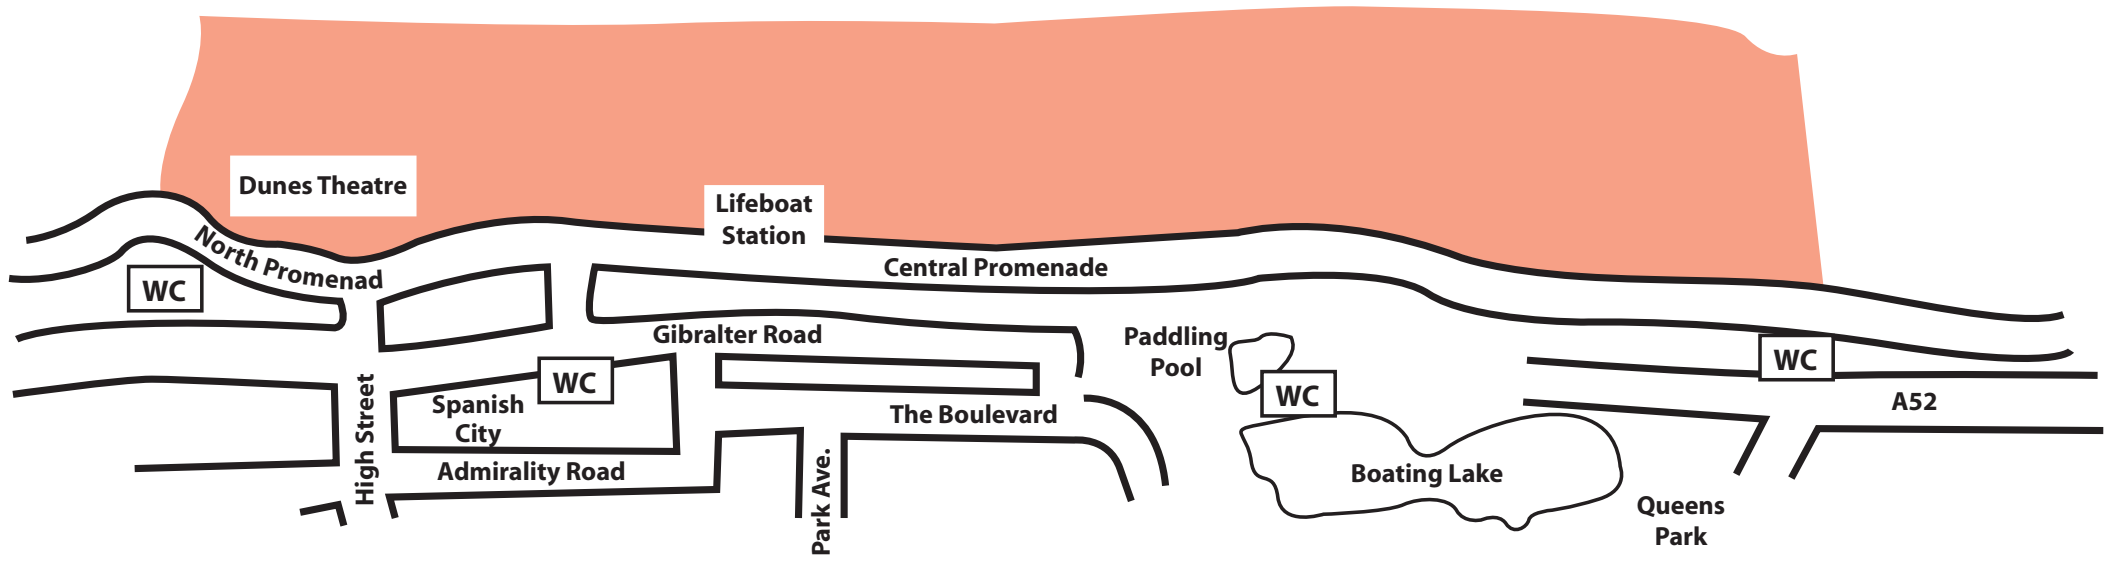 Dunes Theatre
Lifeboat
Station
North Promenad
Central Promenade
WC
Gibralter Road
Paddling
Pool
WC
WC
WC
Spanish
City
High Street
The Boulevard
A52
Admirality Road
Park Ave.
Boating Lake
Queens
Park